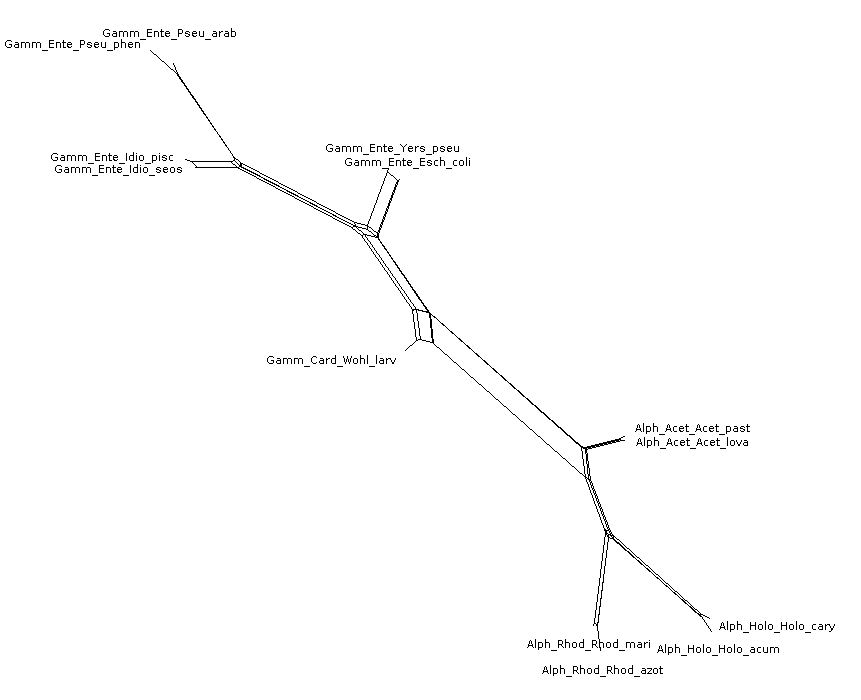 Gamm_Ente_Pseu_arab
Gamm_Ente_Pseu_phen
Gamm_Ente_Yers_pseu
Gamm_Ente_Idio_pisc
Gamm_Ente_Esch_coli
Gamm_Ente_Idio_seos
Gamm_Card_Wohl_larv
Alph_Acet_Acet_past
Alph_Acet_Acet_lova
Alph_Holo_Holo_cary
Alph_Rhod_Rhod_mari
Alph_Holo_Holo_acum
Alph_Rhod_Rhod_azot